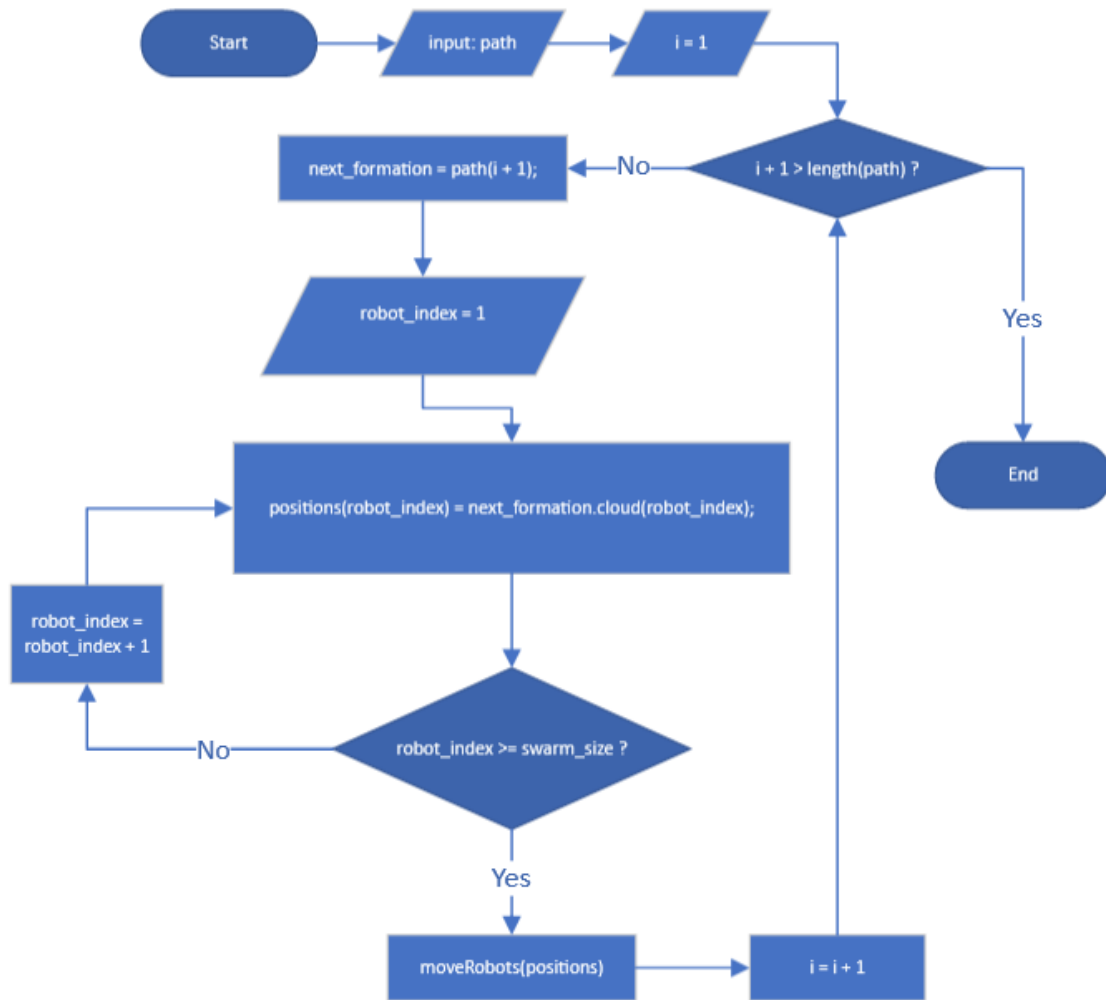 Start
input: path
i = 1
i + 1 > length(path) ?
No
next_formation = path(i + 1);
Yes
robot_index = 1
End
positions(robot_index) = next_formation.cloud(robot_index);
robot_index =
robot_index + 1
No
robot_index >= swarm_size ?
Yes
moveRobots(positions)
i = i + 1